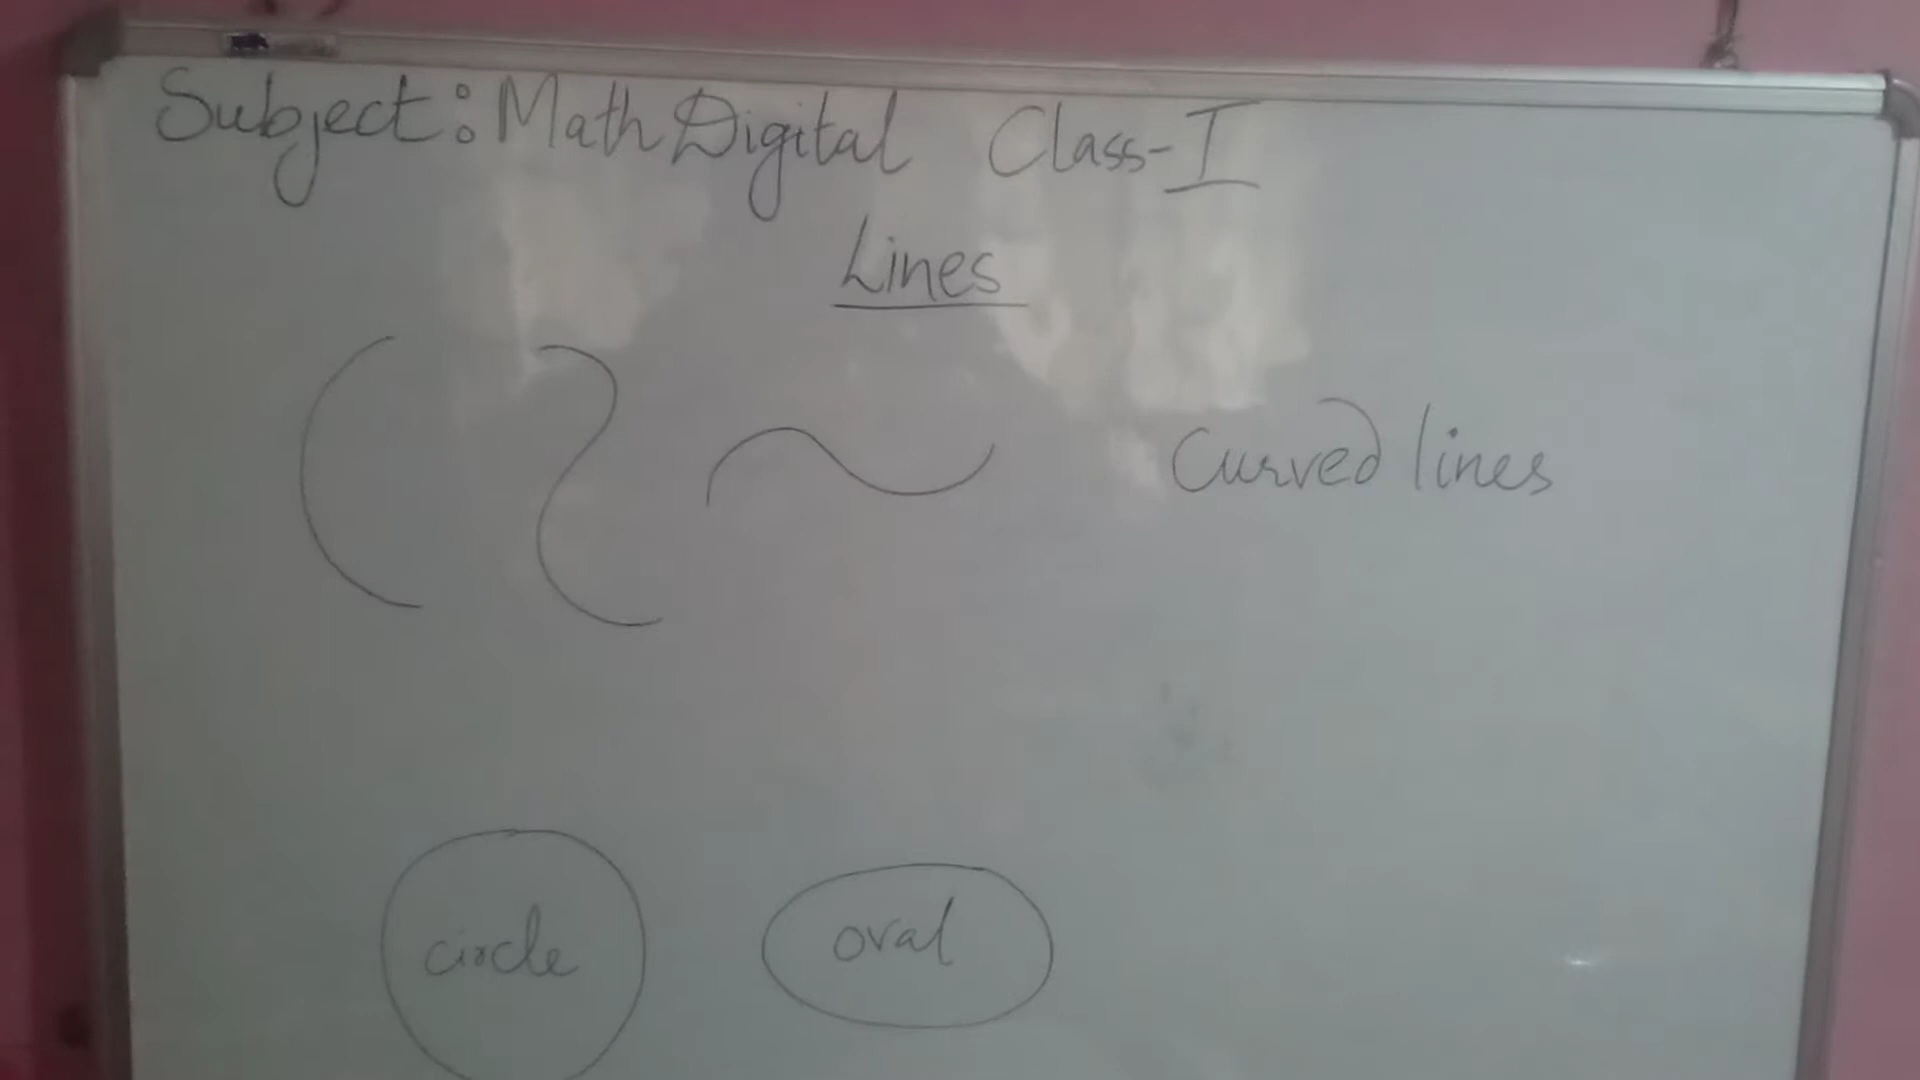 Subject: Math Digital Class-I
Lines
Curved lines
circle
oval